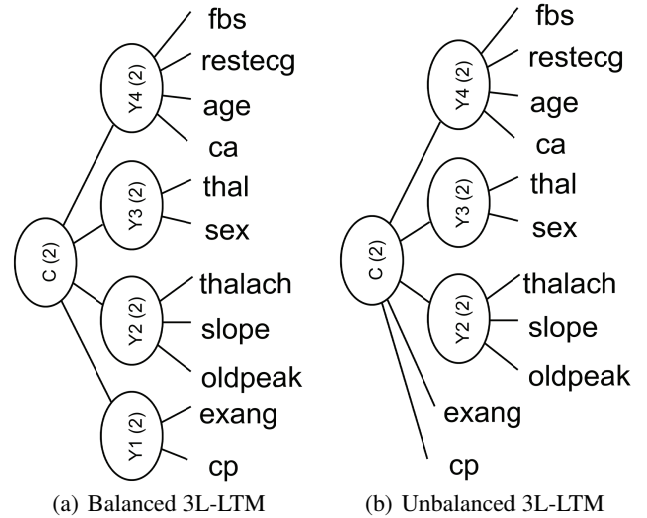 fbs
restecg
age
ca
Y4 (2)
thal
sex
Y3 (2)
C (2)
thalach
slope
oldpeak
Y2 (2)
exang
cp
Y1 (2)
(a) Balanced 3L-LTM
fbs
restecg
age
ca
Y4 (2)
thal
sex
Y3 (2)
C (2)
thalach
slope
oldpeak
Y2 (2)
exang
cp
(b) Unbalanced 3L-LTM